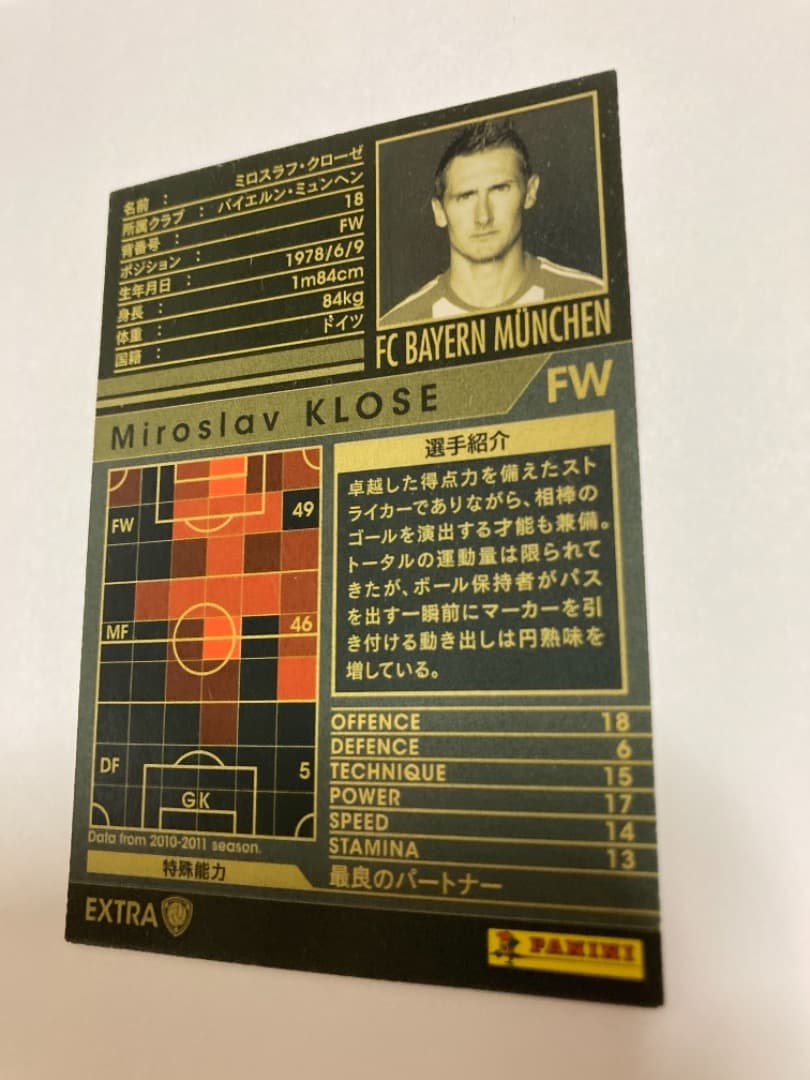 名前 : ミロスラフ・クローゼ
所属クラブ : バイエルン・ミュンヘン
背番号 : 18
ポジション : FW
生年月日 : 1978/6/9
身長 : 1m84cm
体重 : 84kg
国籍 : ドイツ
FC BAYERN MÜNCHEN
Miroslav KLOSE FW
FW 49
MF 46
DF 5
GK
Data from 2010-2011 season.
選手紹介
卓越した得点力を備えたスト
ライカーでありながら、相棒の
ゴールを演出する才能も兼備。
トータルの運動量は限られて
きたが、ボール保持者がパス
を出す一瞬前にマーカーを引
き付ける動き出しは円熟味を
増している。
OFFENCE 18
DEFENCE 6
TECHNIQUE 15
POWER 17
SPEED 14
STAMINA 13
特殊能力 最良のパートナー
EXTRA
PANINI